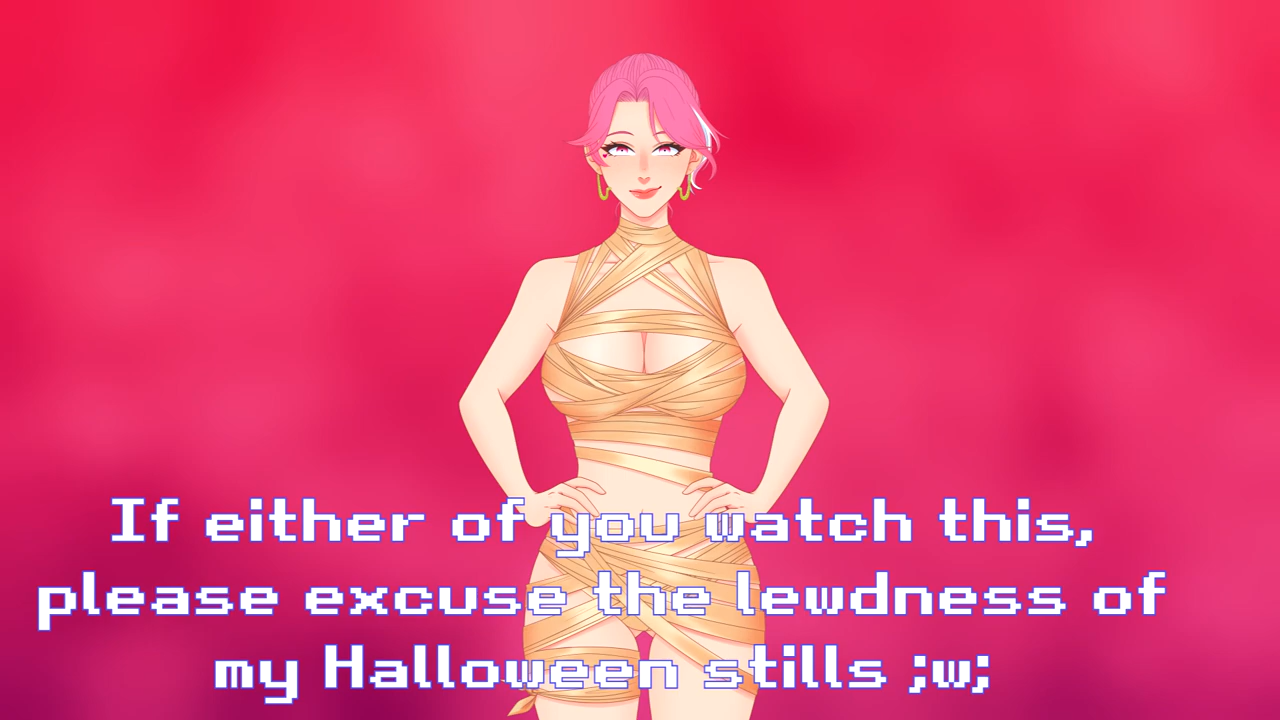 If either of you watch this,
please excuse the lewdness of
my Halloween stills ;w;